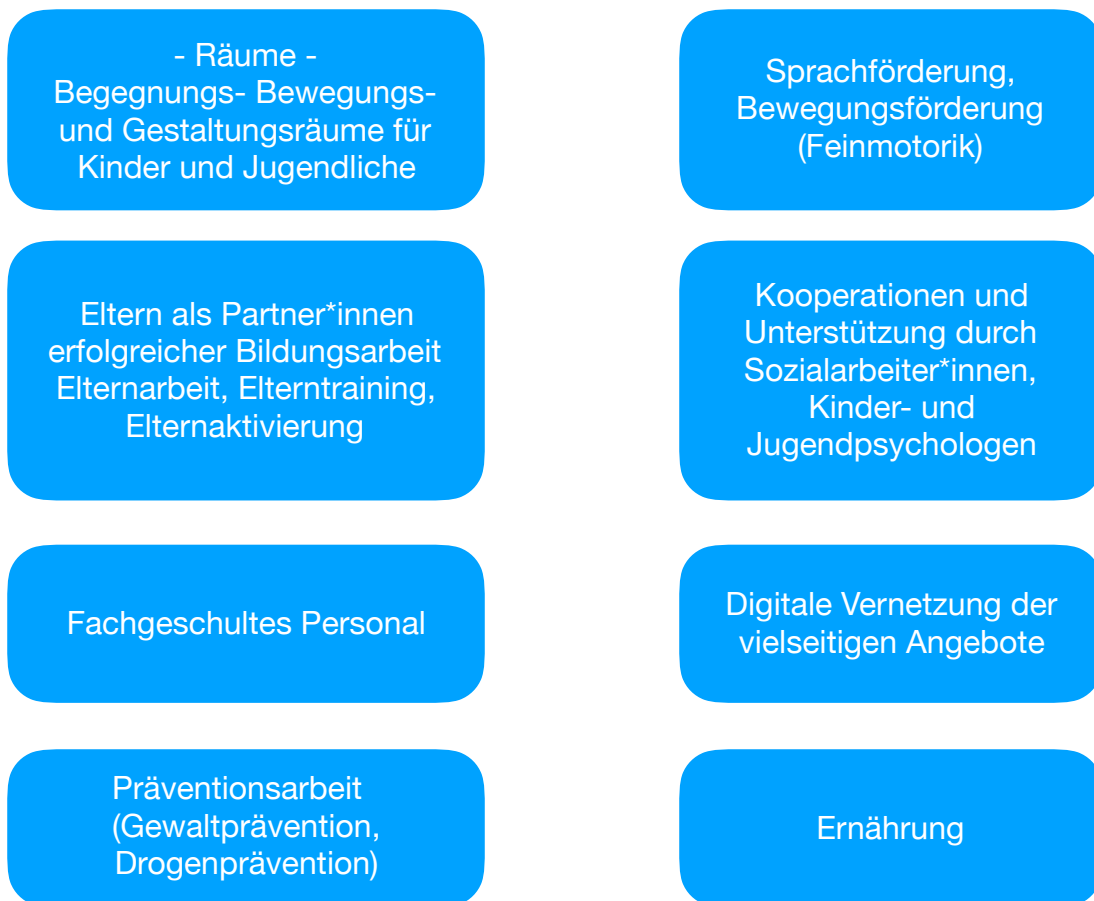 - Räume -
Begegnungs- Bewegungs-
und Gestaltungsräume für
Kinder und Jugendliche
Sprachförderung,
Bewegungsförderung
(Feinmotorik)
Eltern als Partner*innen
erfolgreicher Bildungsarbeit
Elternarbeit, Elterntraining,
Elternaktivierung
Kooperationen und
Unterstützung durch
Sozialarbeiter*innen,
Kinder- und
Jugendpsychologen
Fachgeschultes Personal
Digitale Vernetzung der
vielseitigen Angebote
Präventionsarbeit
(Gewaltprävention,
Drogenprävention)
Ernährung